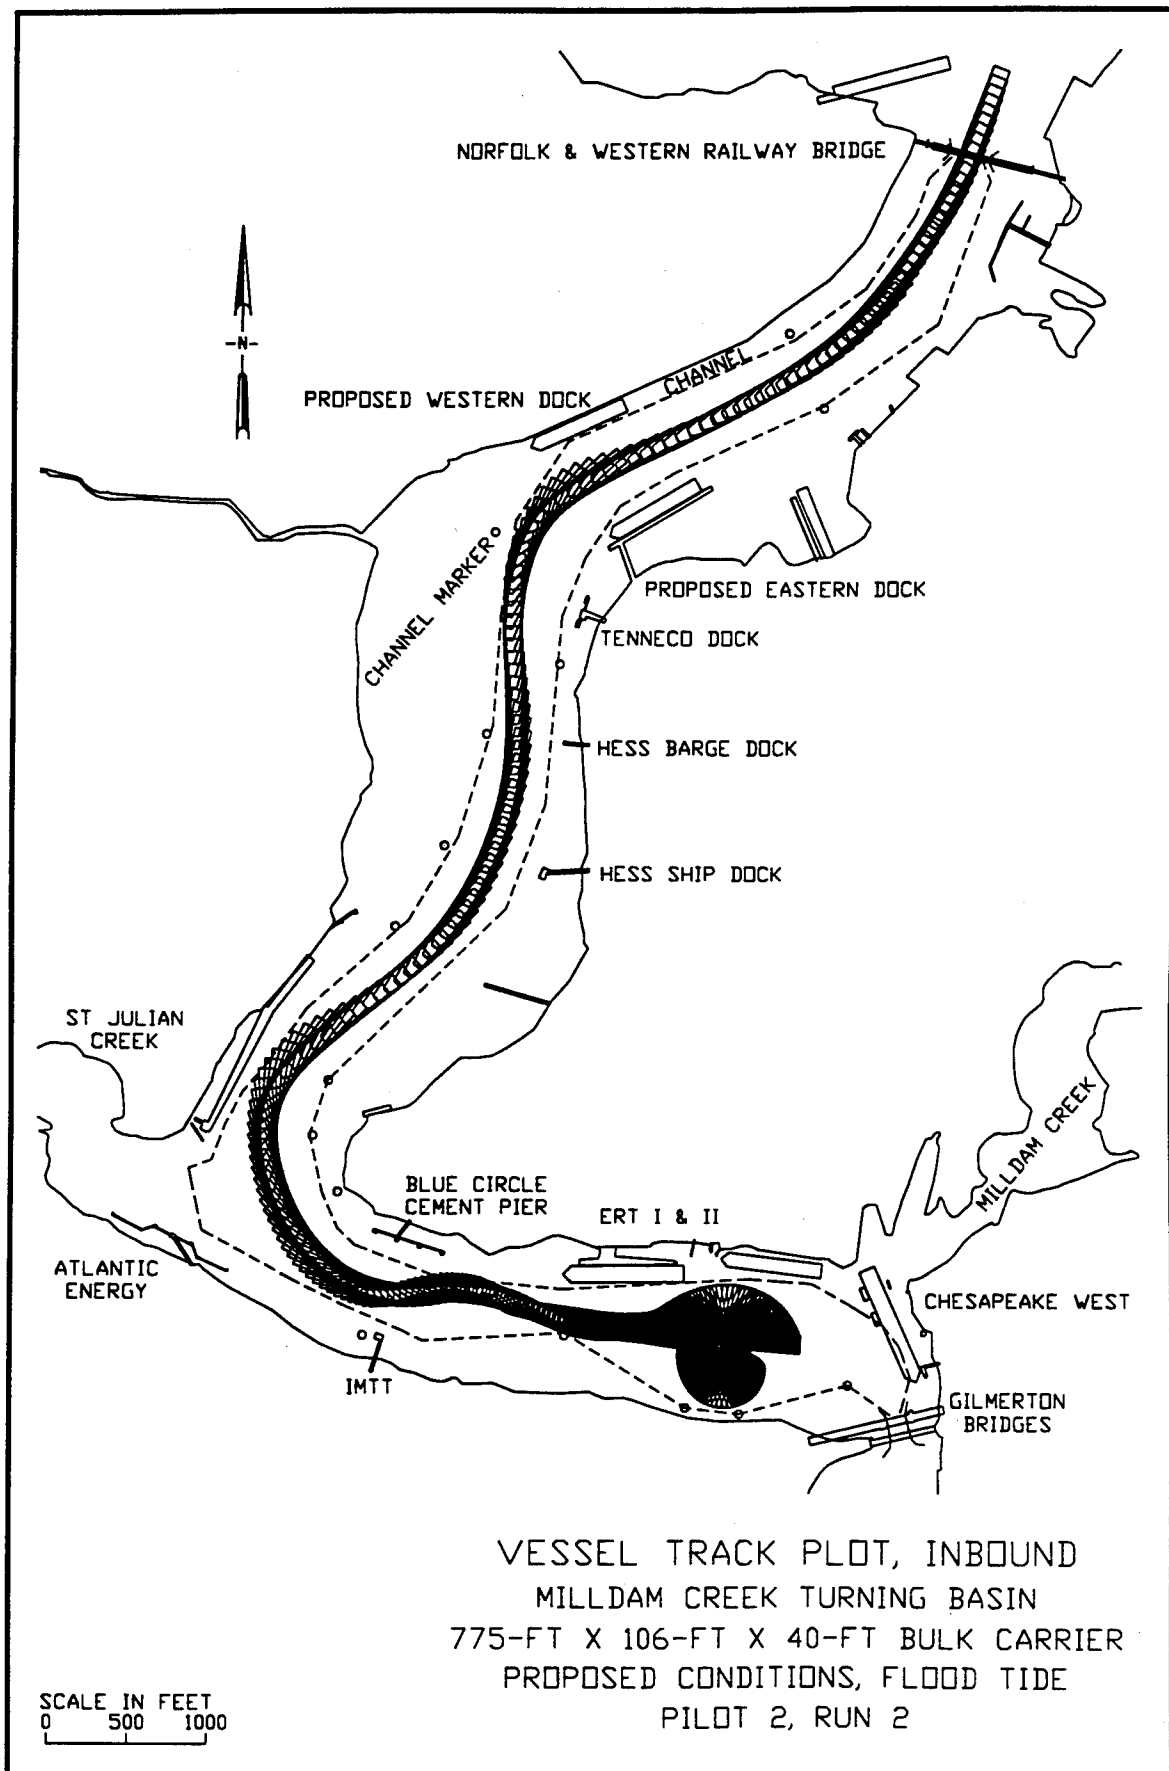 NORFOLK & WESTERN RAILWAY BRIDGE
-N-
CHANNEL
PROPOSED WESTERN DOCK
CHANNEL MARKER
PROPOSED EASTERN DOCK
TENNECO DOCK
HESS BARGE DOCK
HESS SHIP DOCK
ST JULIAN
CREEK
MILLDAM CREEK
BLUE CIRCLE
CEMENT PIER
ERT I & II
ATLANTIC
ENERGY
CHESAPEAKE WEST
IMTT
GILMERTON
BRIDGES
VESSEL TRACK PLOT, INBOUND
MILLDAM CREEK TURNING BASIN
775-FT X 106-FT X 40-FT BULK CARRIER
PROPOSED CONDITIONS, FLOOD TIDE
PILOT 2, RUN 2
SCALE IN FEET
0 500 1000